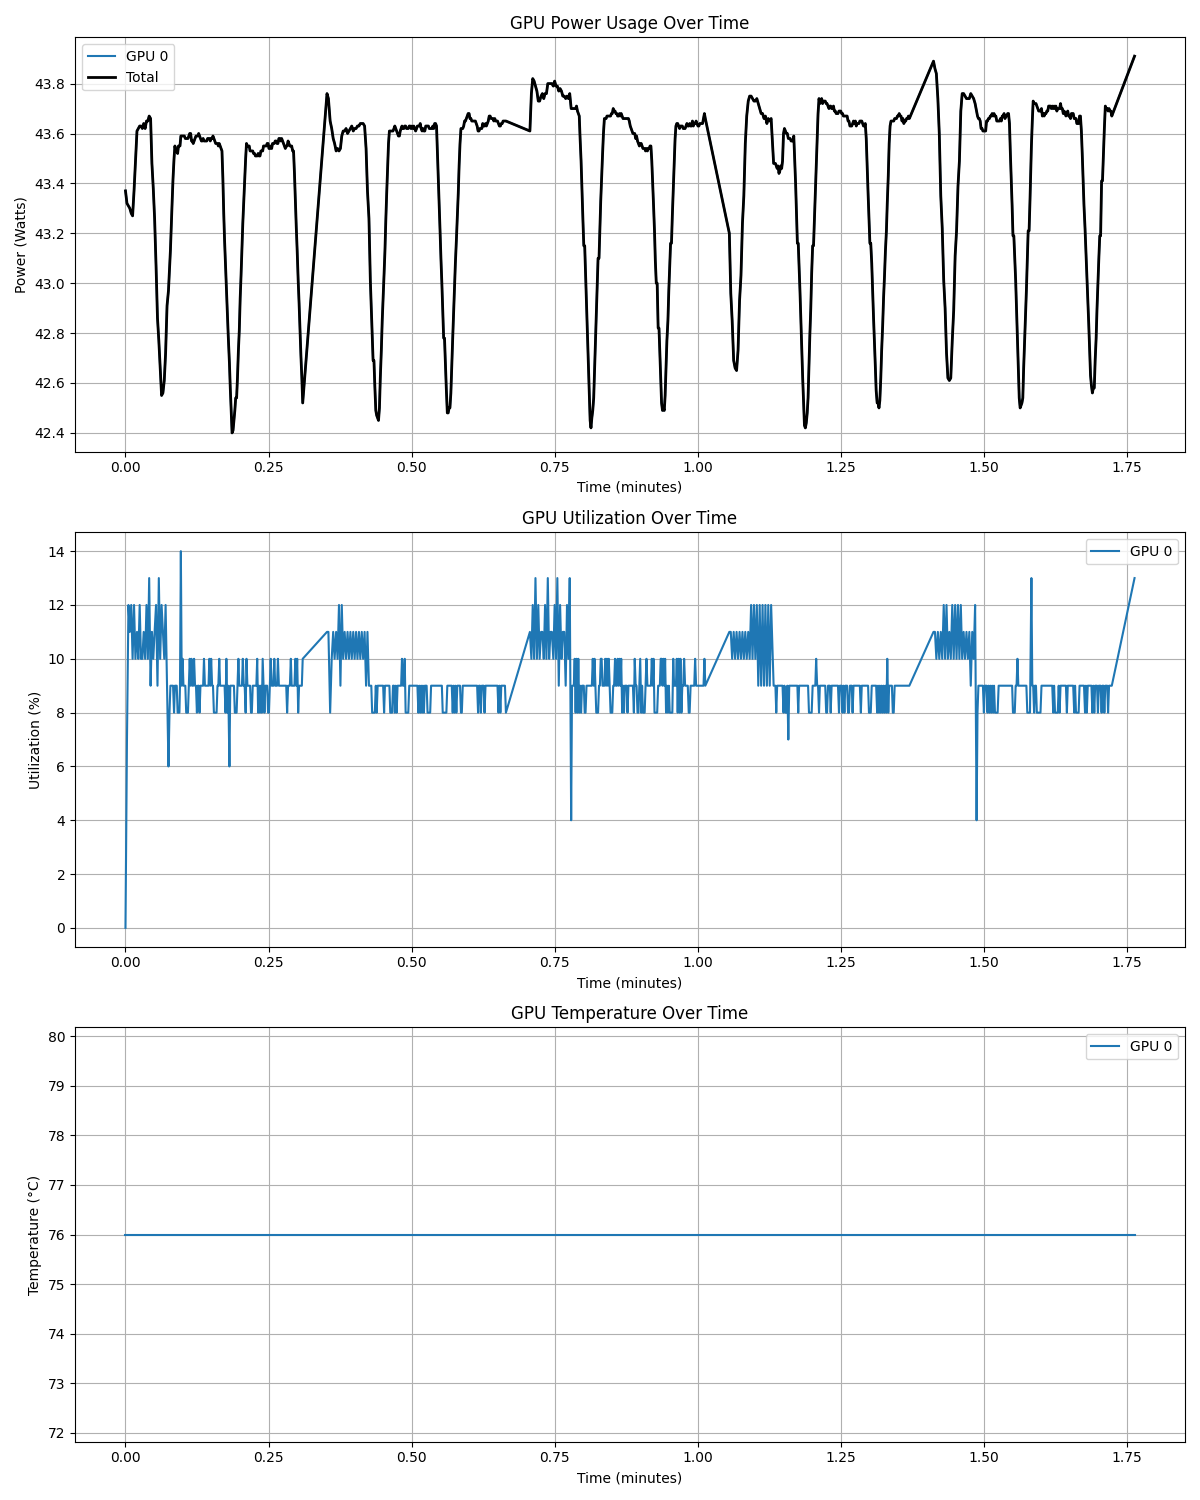 GPU Power Usage Over Time
GPU 0
Total
Power (Watts)
43.8
43.6
43.4
43.2
43.0
42.8
42.6
42.4
0.00 0.25 0.50 0.75 1.00 1.25 1.50 1.75
Time (minutes)
GPU Utilization Over Time
GPU 0
Utilization (%)
14
12
10
8
6
4
2
0
0.00 0.25 0.50 0.75 1.00 1.25 1.50 1.75
Time (minutes)
GPU Temperature Over Time
GPU 0
Temperature (°C)
80
79
78
77
76
75
74
73
72
0.00 0.25 0.50 0.75 1.00 1.25 1.50 1.75
Time (minutes)